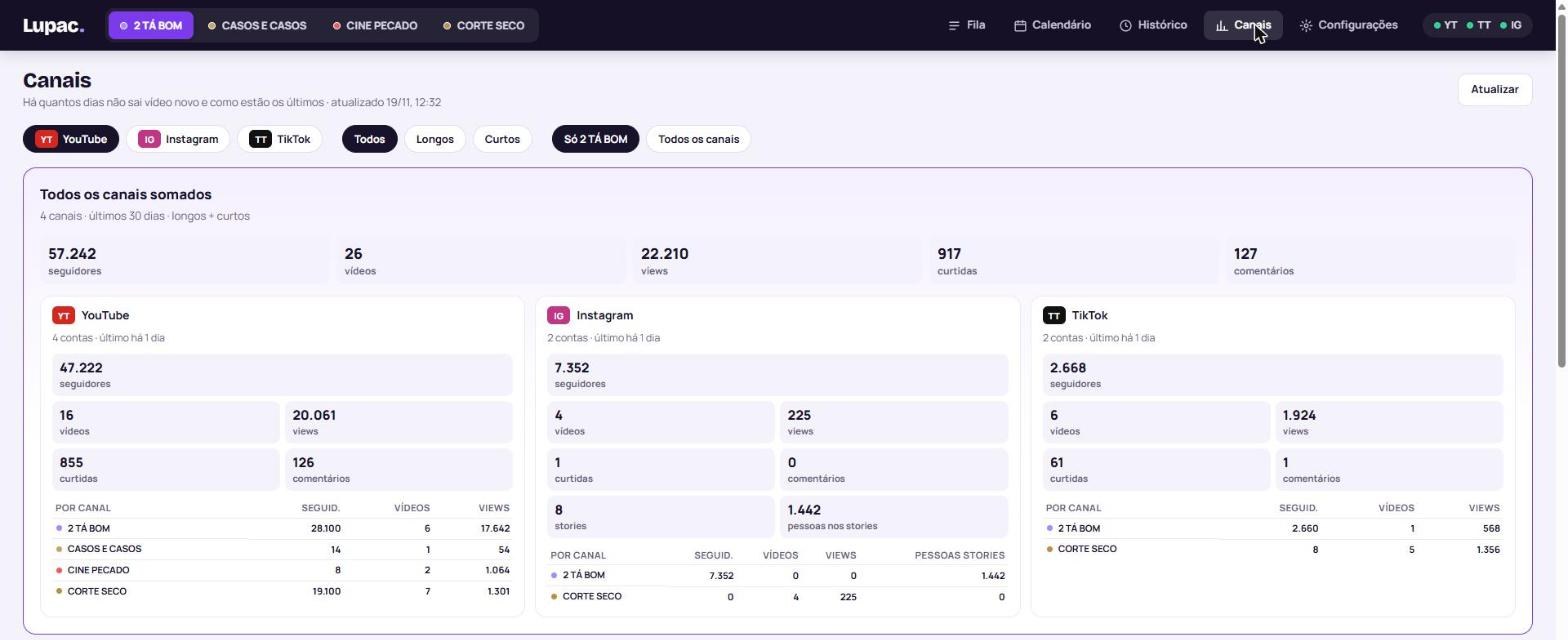 Lupac. 2 TÁ BOM CASOS E CASOS CINE PECADO CORTE SECO Fila Calendário Histórico Canais Configurações YT TT IG
Canais
Há quantos dias não sai vídeo novo e como estão os últimos · atualizado 19/11, 12:32
Atualizar
YT YouTube IG Instagram TT TikTok Todos Longos Curtos Só 2 TÁ BOM Todos os canais
Todos os canais somados
4 canais · últimos 30 dias · longos + curtos
57.242 26 22.210 917 127
seguidores vídeos views curtidas comentários
YT YouTube
4 contas · último há 1 dia
47.222
seguidores
16 20.061
vídeos views
855 126
curtidas comentários
POR CANAL SEGUID. VÍDEOS VIEWS
2 TÁ BOM 28.100 6 17.642
CASOS E CASOS 14 1 54
CINE PECADO 8 2 1.064
CORTE SECO 19.100 7 1.301
IG Instagram
2 contas · último há 1 dia
7.352
seguidores
4 225
vídeos views
1 0
curtidas comentários
8 1.442
stories pessoas nos stories
POR CANAL SEGUID. VÍDEOS VIEWS PESSOAS STORIES
2 TÁ BOM 7.352 0 0 1.442
CORTE SECO 0 4 225 0
TT TikTok
2 contas · último há 1 dia
2.668
seguidores
6 1.924
vídeos views
61 1
curtidas comentários
POR CANAL SEGUID. VÍDEOS VIEWS
2 TÁ BOM 2.660 1 568
CORTE SECO 8 5 1.356